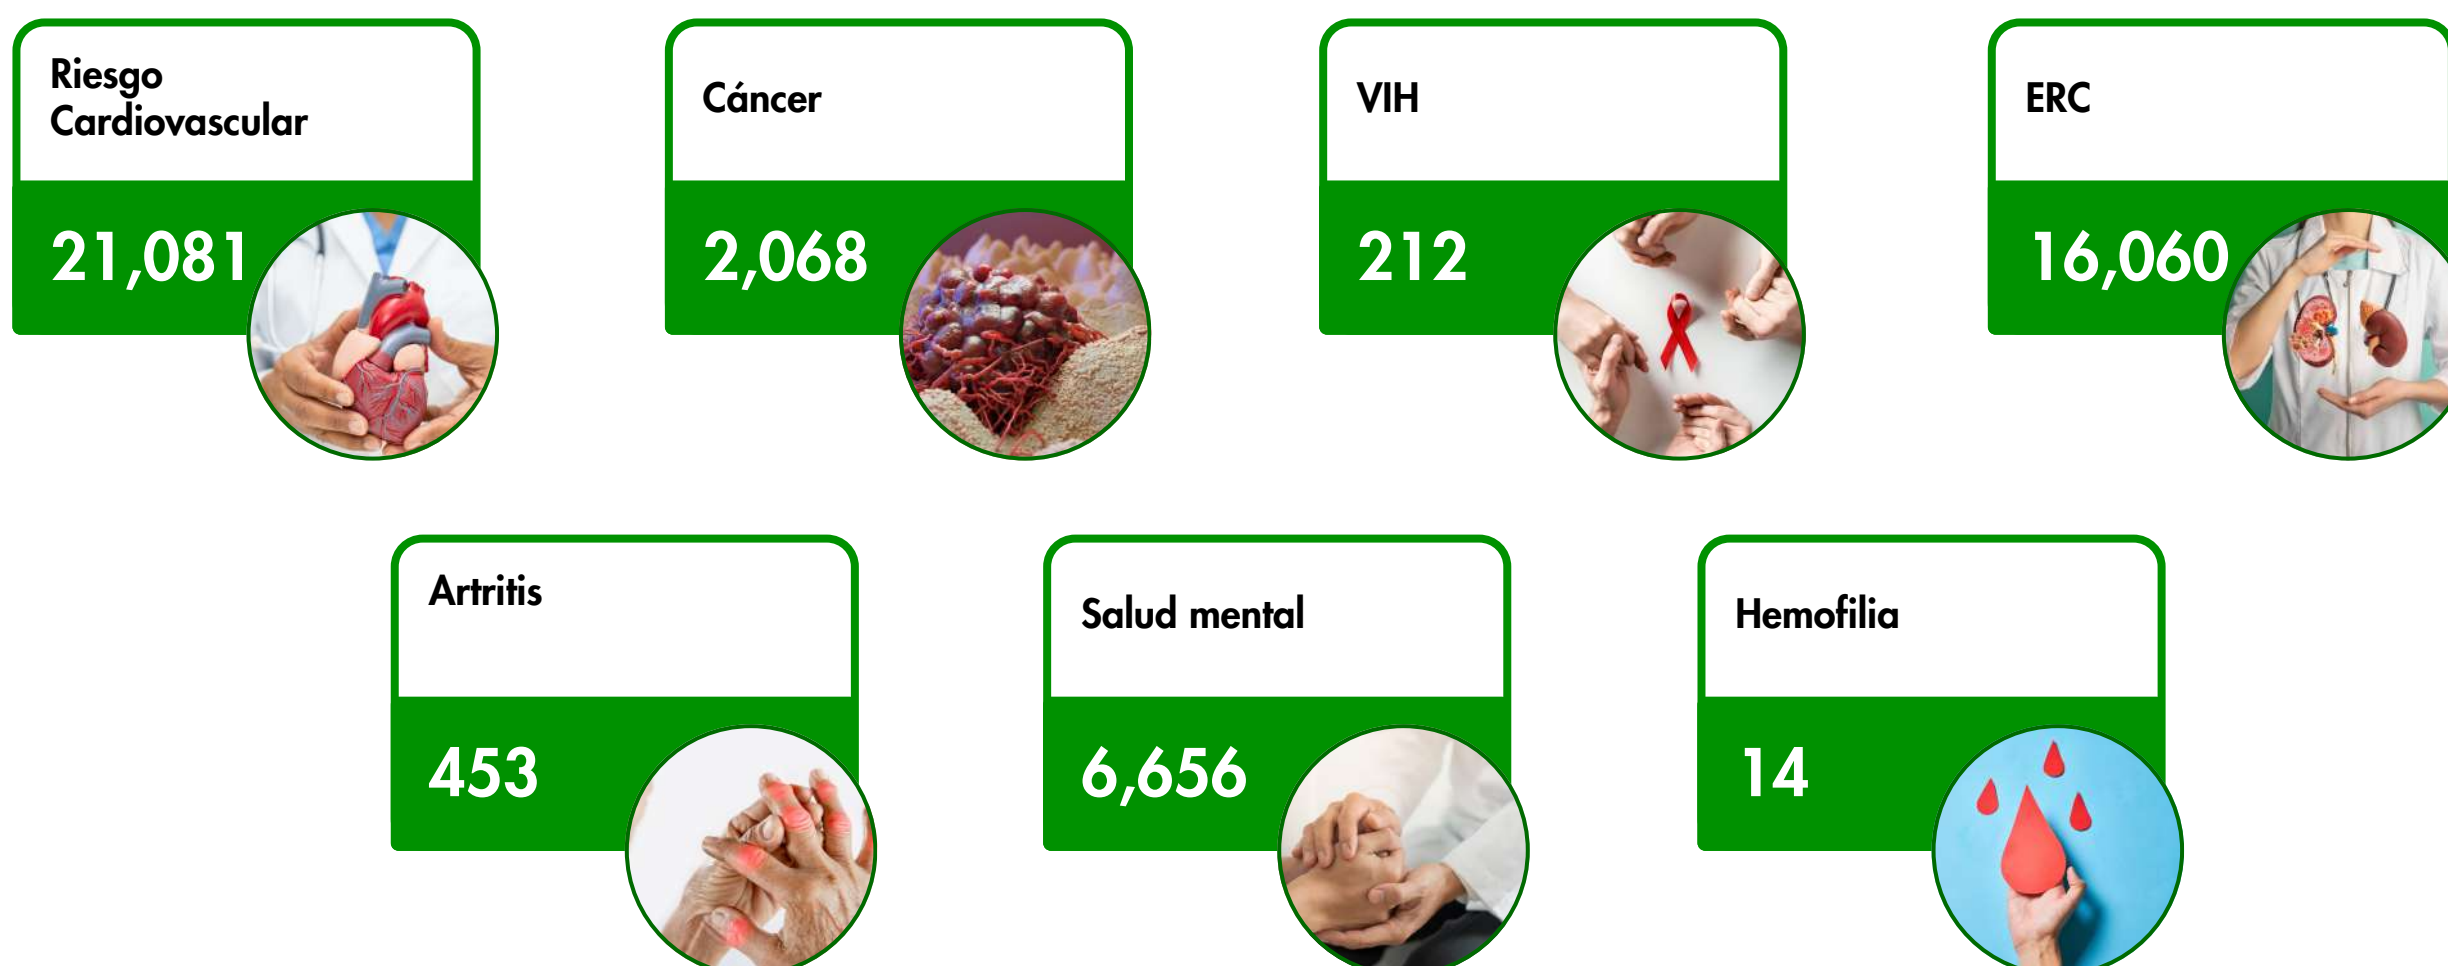 Riesgo
Cardiovascular
21,081
Cáncer
2,068
VIH
212
ERC
16,060
Artritis
453
Salud mental
6,656
Hemofilia
14